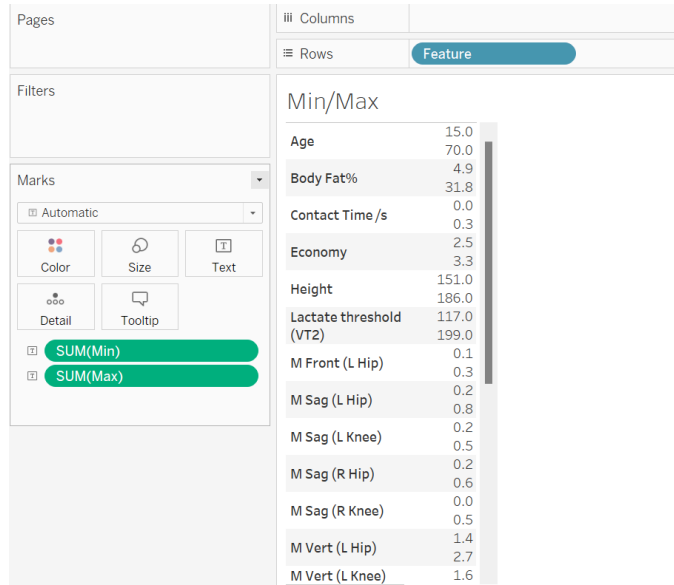 Pages
Columns
Rows
Feature
Filters
Min/Max
Marks
Automatic
Color
Size
Text
Detail
Tooltip
SUM(Min)
SUM(Max)
Age
15.0
70.0
Body Fat%
4.9
31.8
Contact Time /s
0.0
0.3
Economy
2.5
3.3
Height
151.0
186.0
Lactate threshold
(VT2)
117.0
199.0
M Front (L Hip)
0.1
0.3
M Sag (L Hip)
0.2
0.8
M Sag (L Knee)
0.2
0.5
M Sag (R Hip)
0.2
0.6
M Sag (R Knee)
0.0
0.5
M Vert (L Hip)
1.4
2.7
M Vert (L Knee)
1.6